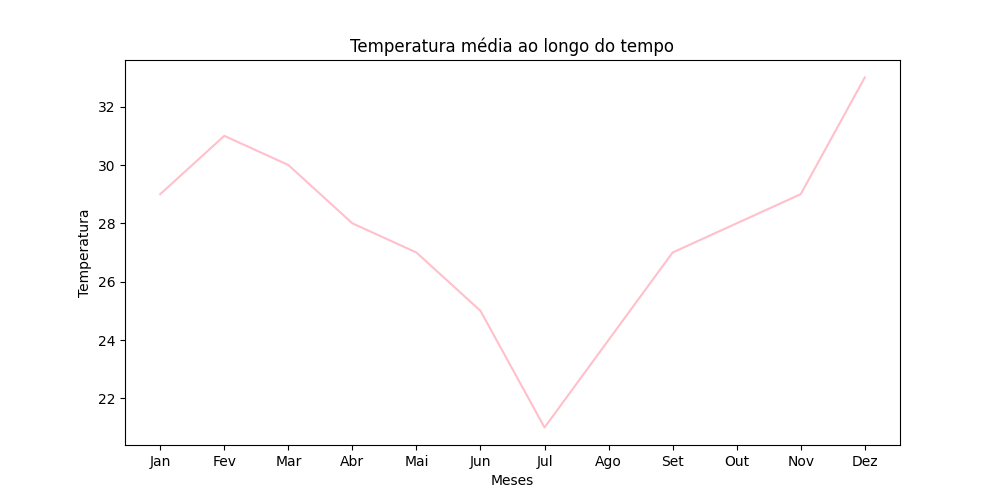 Temperatura média ao longo do tempo
Temperatura
32
30
28
26
24
22
Jan Fev Mar Abr Mai Jun Jul Ago Set Out Nov Dez
Meses